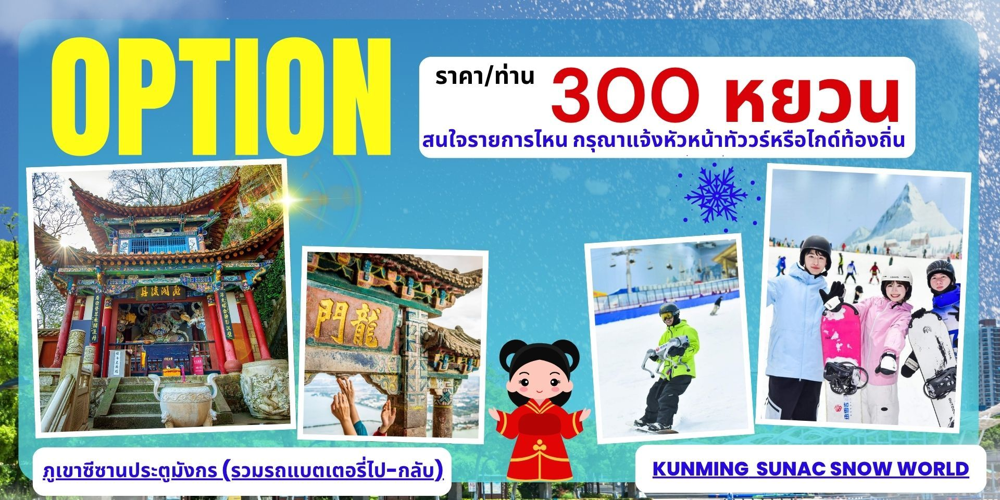 OPTION
ราคา/ท่าน
300 หยวน
สนใจรายการไหน กรุณาแจ้งหัวหน้าทัววร์หรือไกด์ท้องถิ่น
龍門
ภูเขาซีซานประตูมังกร (รวมรถแบตเตอรี่ไป-กลับ)
KUNMING SUNAC SNOW WORLD